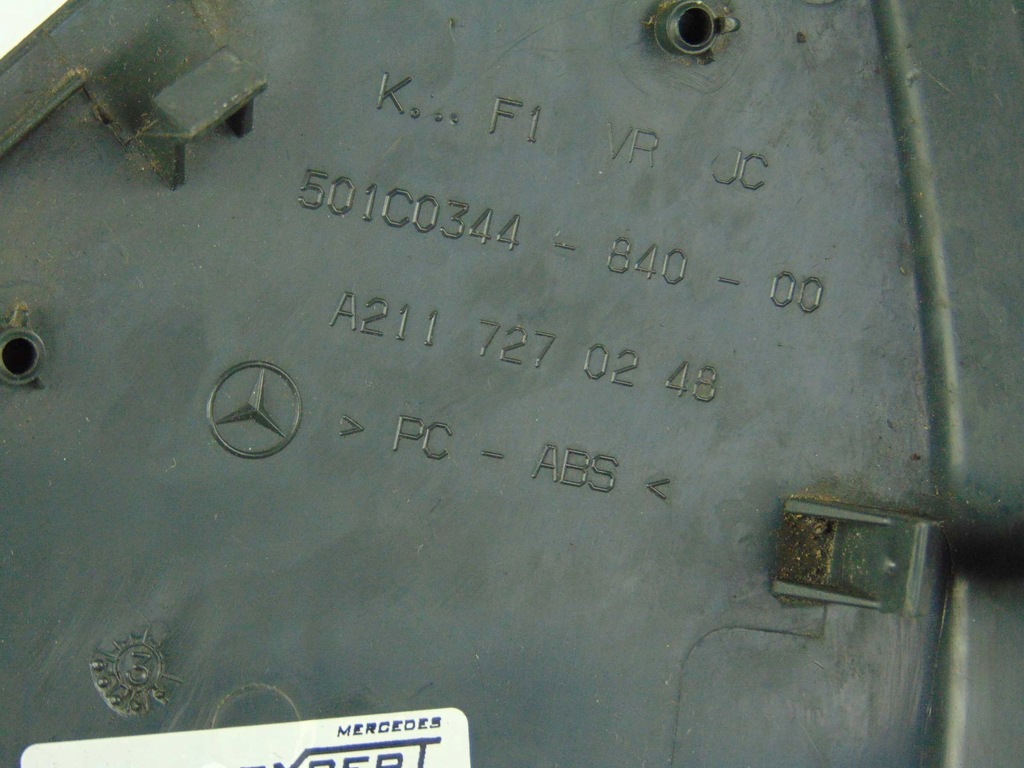 K... F1 VR JC
501C0344 - 840 - 00
A211 727 02 48
> PC - ABS <
MERCEDES